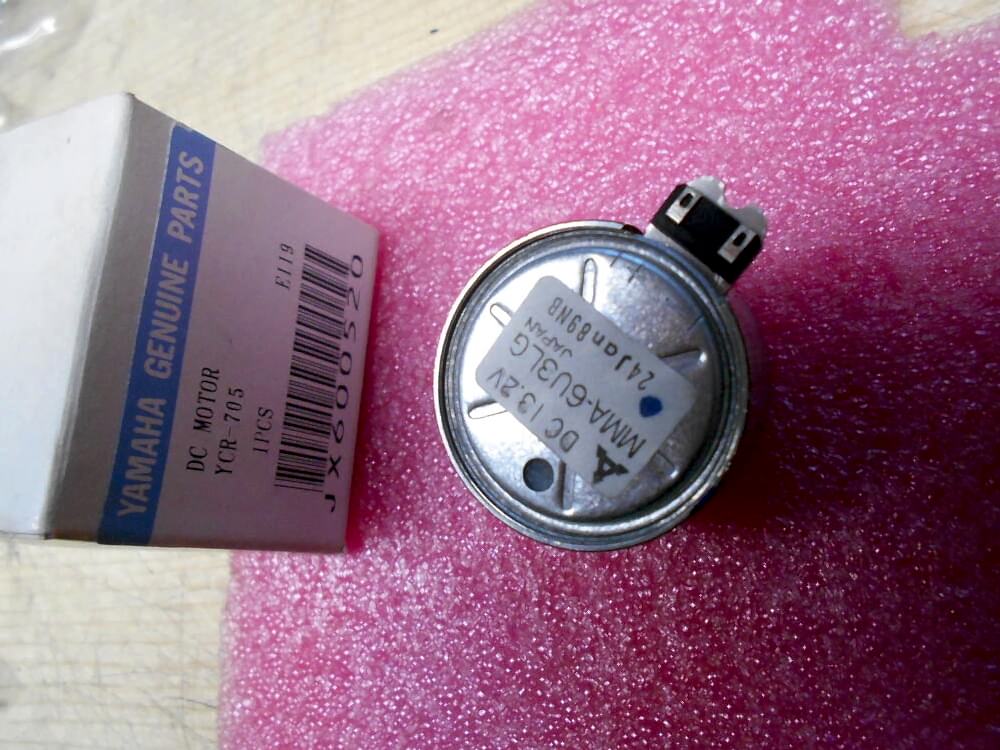 YAMAHA GENUINE PARTS
DC MOTOR
YCR-705
1PCS
E119
JX600520
DC 13.2V
MMA-6U3LG
JAPAN
24Jan89NB